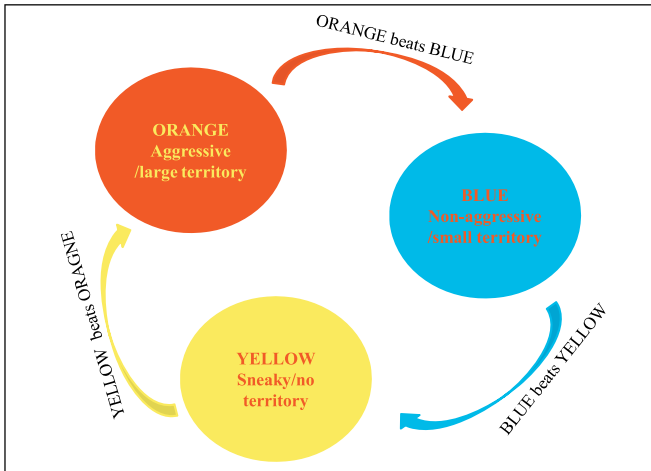 ORANGE beats BLUE
ORANGE
Aggressive
/large territory
BLUE
Non-aggressive
/small territory
YELLOW beats ORAGNE
YELLOW
Sneaky/no
territory
BLUE beats YELLOW